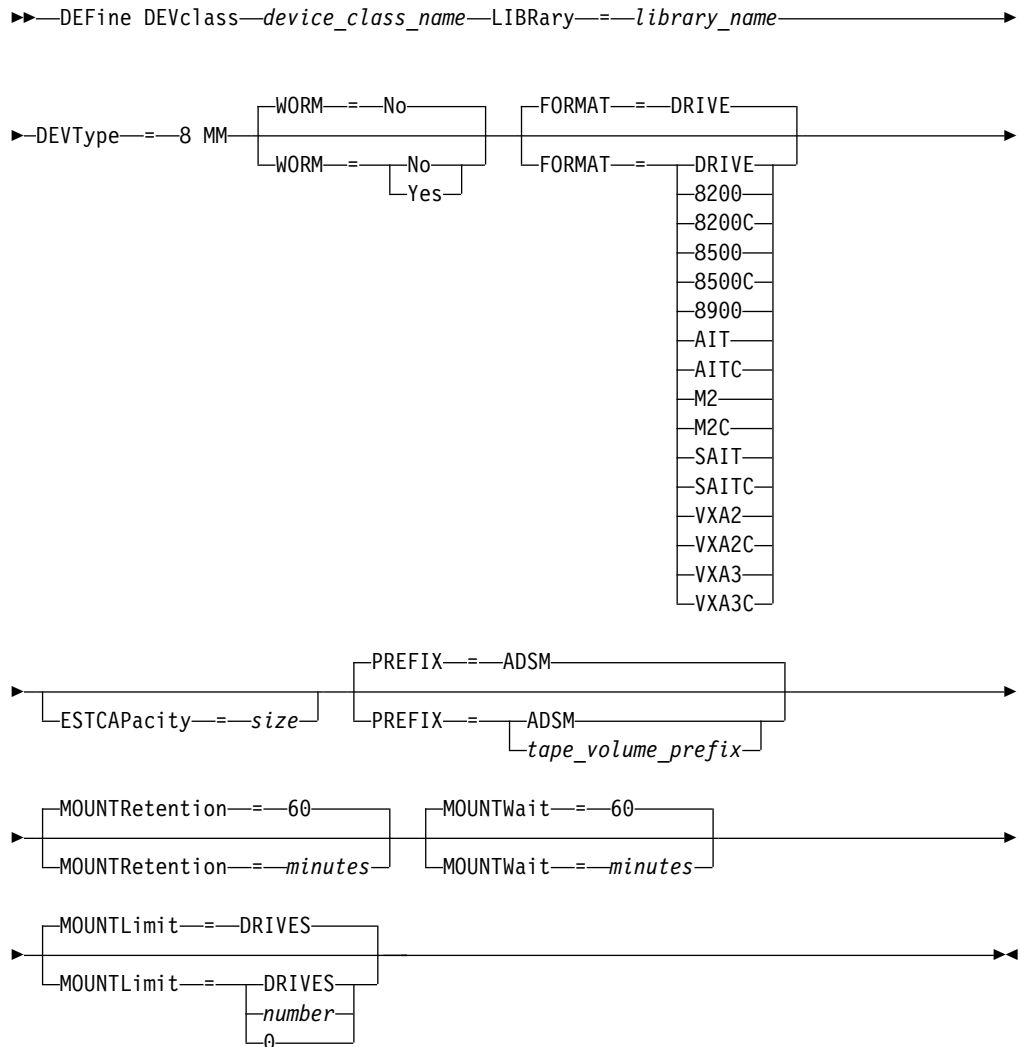 DEFine DEVclass device_class_name LIBRary = library_name
WORM = No FORMAT = DRIVE
DEVType = 8 MM
WORM = No FORMAT = DRIVE
Yes 8200
8200C
8500
8500C
8900
AIT
AITC
M2
M2C
SAIT
SAITC
VXA2
VXA2C
VXA3
VXA3C
PREFIX = ADSM
ESTCAPacity = size PREFIX = ADSM
tape_volume_prefix
MOUNTRetention = 60 MOUNTWait = 60
MOUNTRetention = minutes MOUNTWait = minutes
MOUNTLimit = DRIVES
MOUNTLimit = DRIVES
number
0